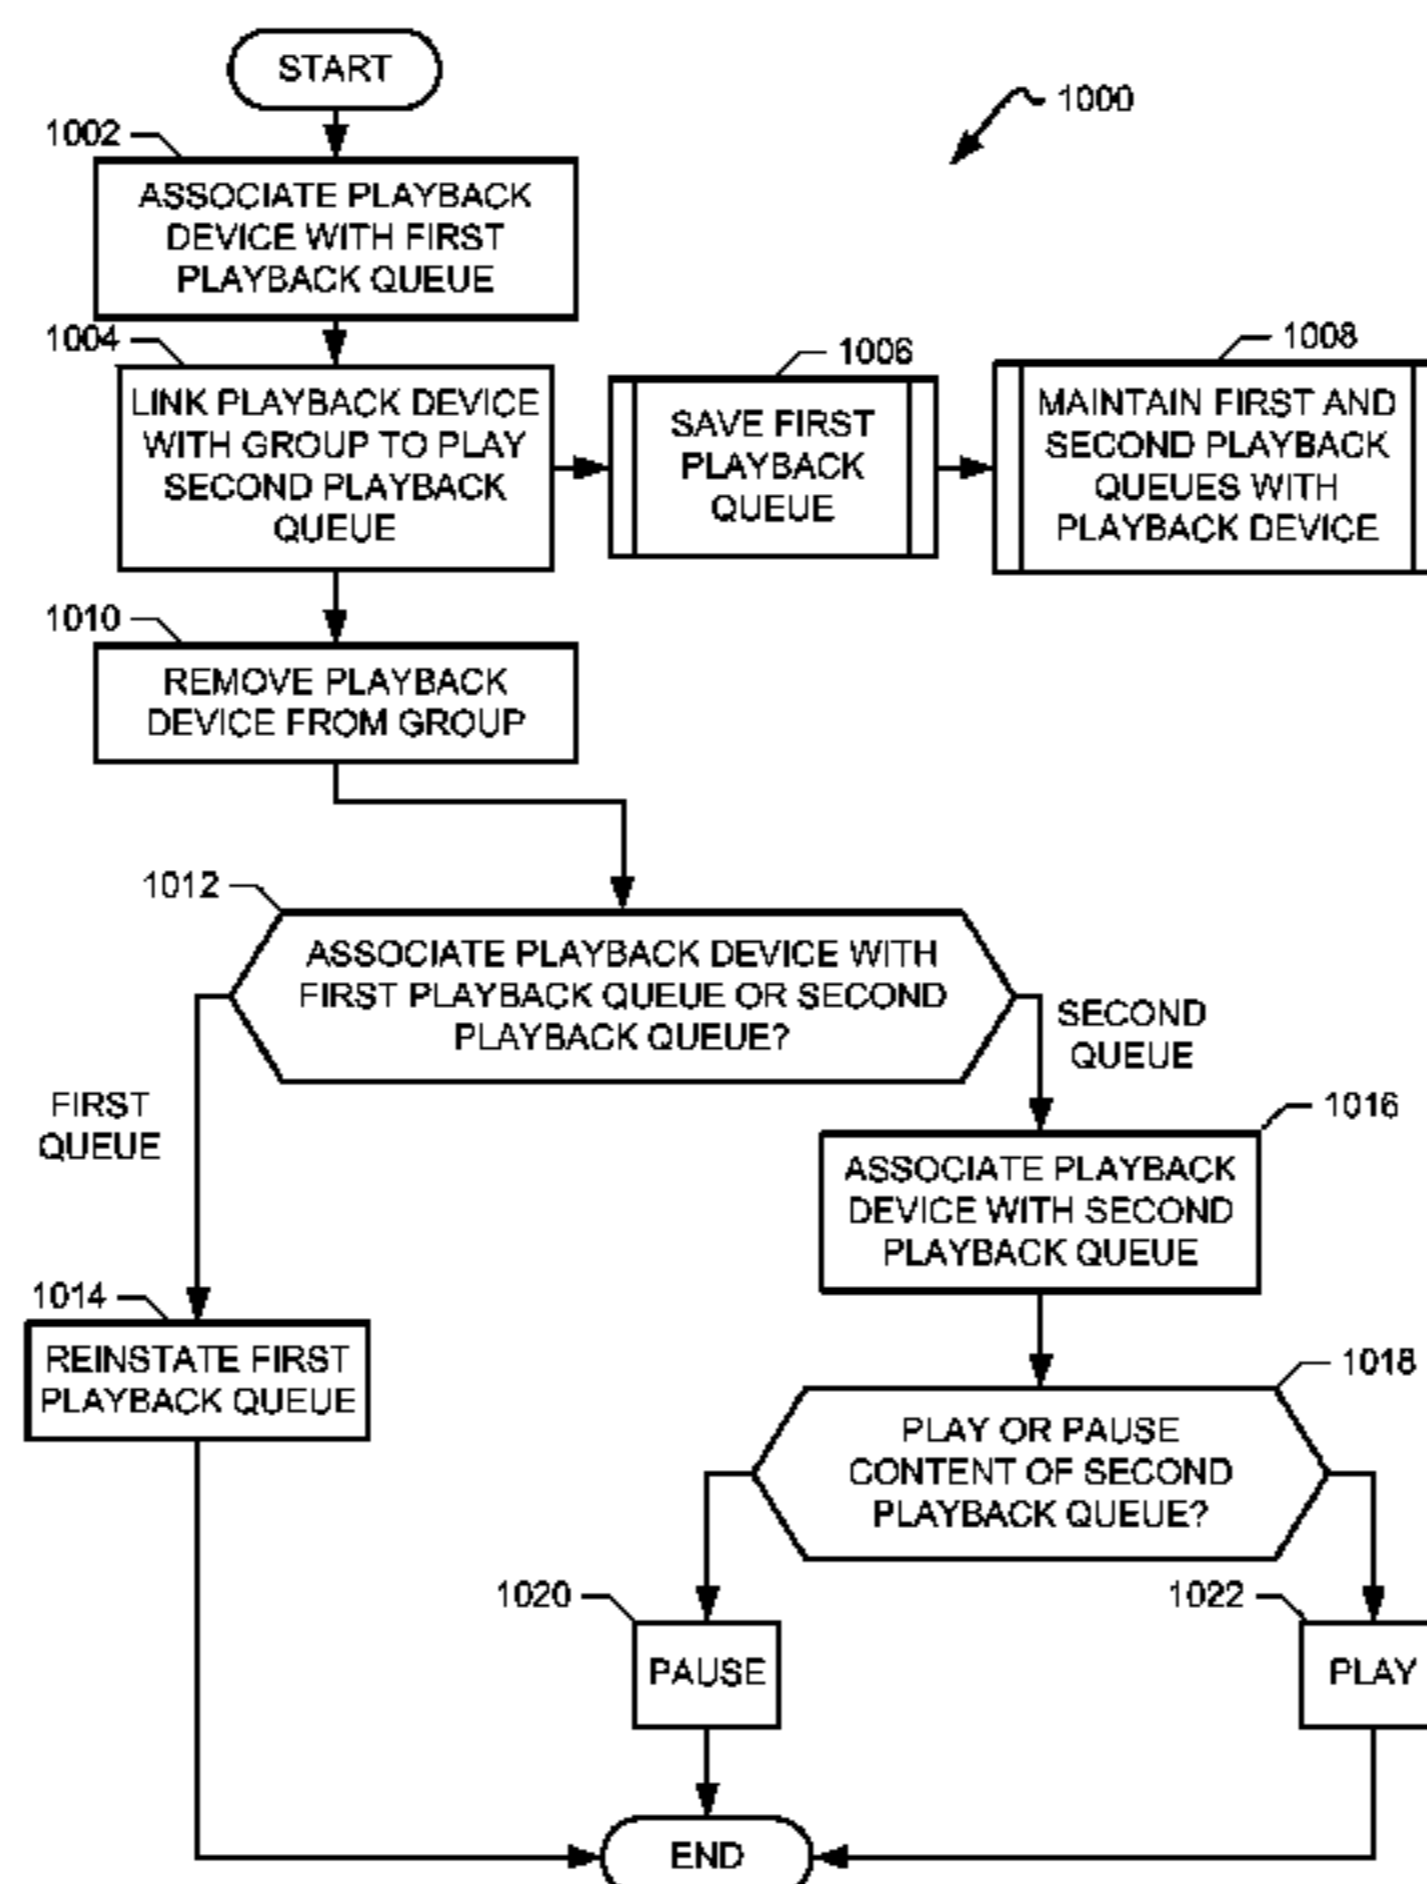 START
1000
1002
ASSOCIATE PLAYBACK
DEVICE WITH FIRST
PLAYBACK QUEUE
1004
LINK PLAYBACK DEVICE
WITH GROUP TO PLAY
SECOND PLAYBACK
QUEUE
1006
SAVE FIRST
PLAYBACK
QUEUE
1008
MAINTAIN FIRST AND
SECOND PLAYBACK
QUEUES WITH
PLAYBACK DEVICE
1010
REMOVE PLAYBACK
DEVICE FROM GROUP
1012
ASSOCIATE PLAYBACK DEVICE WITH
FIRST PLAYBACK QUEUE OR SECOND
PLAYBACK QUEUE?
FIRST
QUEUE
SECOND
QUEUE
1014
REINSTATE FIRST
PLAYBACK QUEUE
1016
ASSOCIATE PLAYBACK
DEVICE WITH SECOND
PLAYBACK QUEUE
1018
PLAY OR PAUSE
CONTENT OF SECOND
PLAYBACK QUEUE?
1020
PAUSE
1022
PLAY
END